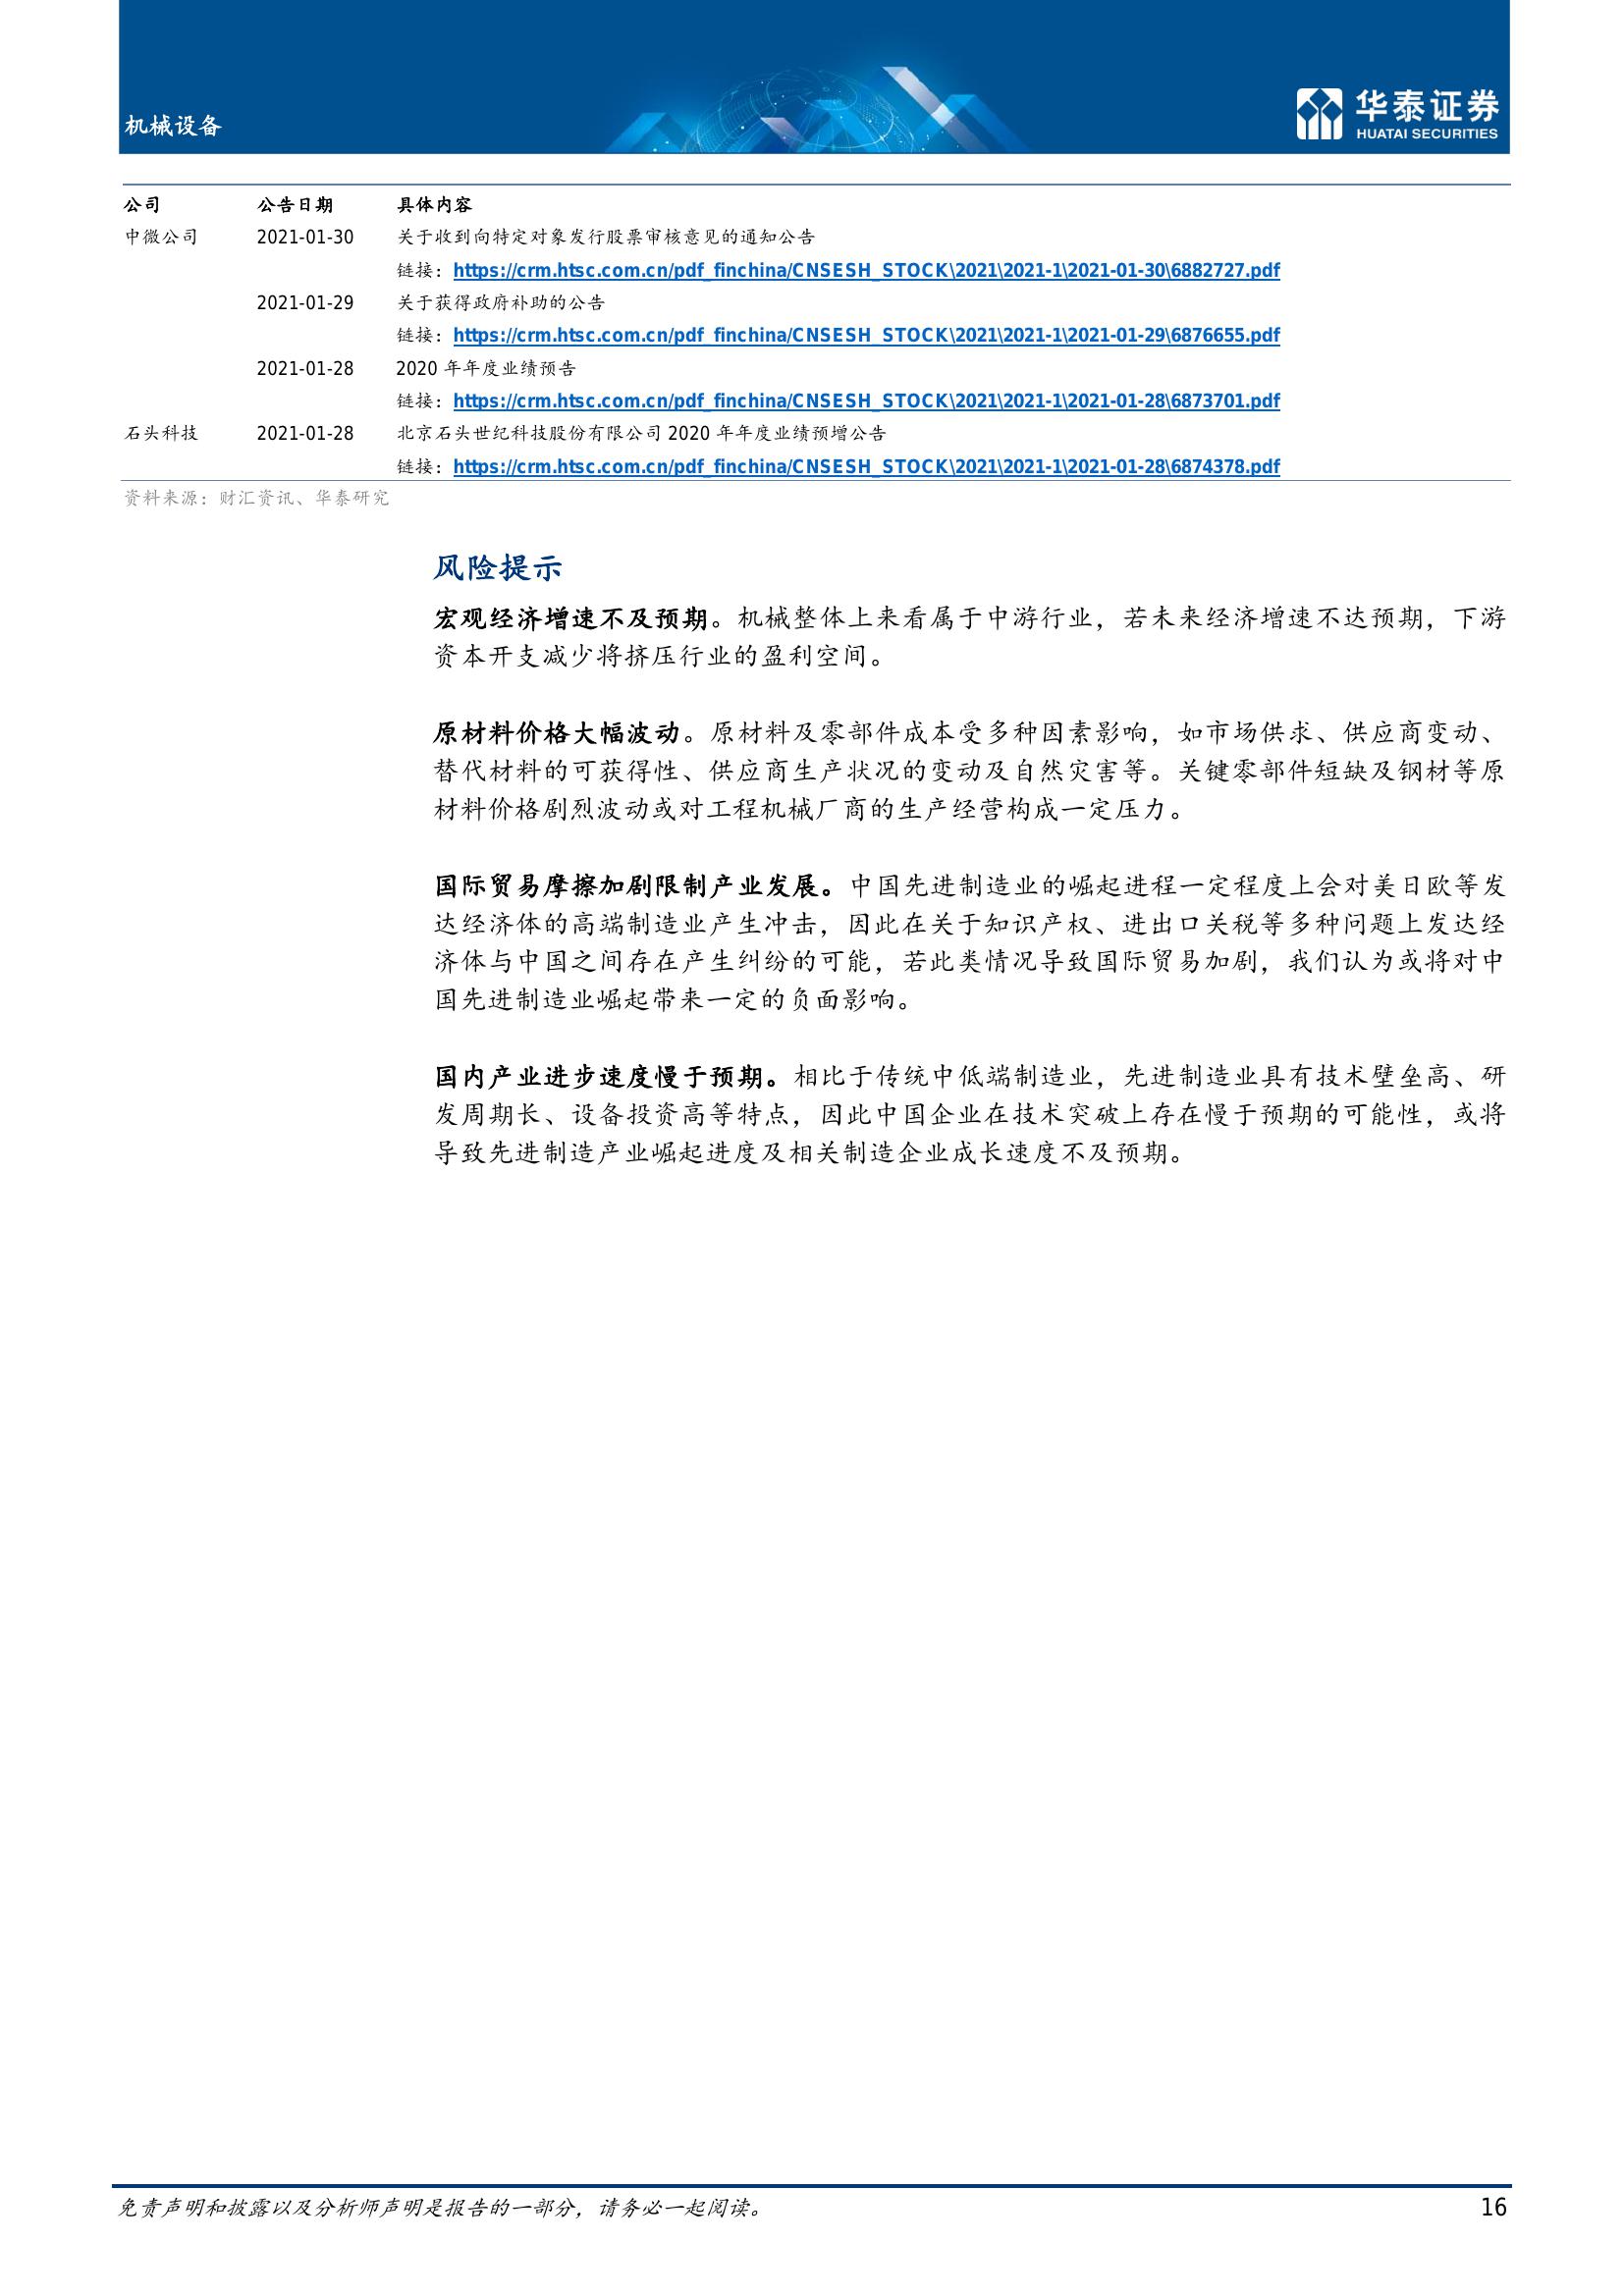 机械设备
华泰证券
HUATAI SECURITIES
公司 公告日期 具体内容
中微公司 2021-01-30 关于收到向特定对象发行股票审核意见的通知公告
链接：https://crm.htsc.com.cn/pdf_finchina/CNSESH_STOCK\2021\2021-1\2021-01-30\6882727.pdf
2021-01-29 关于获得政府补助的公告
链接：https://crm.htsc.com.cn/pdf_finchina/CNSESH_STOCK\2021\2021-1\2021-01-29\6876655.pdf
2021-01-28 2020 年年度业绩预告
链接：https://crm.htsc.com.cn/pdf_finchina/CNSESH_STOCK\2021\2021-1\2021-01-28\6873701.pdf
石头科技 2021-01-28 北京石头世纪科技股份有限公司 2020 年年度业绩预增公告
链接：https://crm.htsc.com.cn/pdf_finchina/CNSESH_STOCK\2021\2021-1\2021-01-28\6874378.pdf
资料来源：财汇资讯、华泰研究
风险提示
宏观经济增速不及预期。机械整体上来看属于中游行业，若未来经济增速不达预期，下游
资本开支减少将挤压行业的盈利空间。
原材料价格大幅波动。原材料及零部件成本受多种因素影响，如市场供求、供应商变动、
替代材料的可获得性、供应商生产状况的变动及自然灾害等。关键零部件短缺及钢材等原
材料价格剧烈波动或对工程机械厂商的生产经营构成一定压力。
国际贸易摩擦加剧限制产业发展。中国先进制造业的崛起进程一定程度上会对美日欧等发
达经济体的高端制造业产生冲击，因此在关于知识产权、进出口关税等多种问题上发达经
济体与中国之间存在产生纠纷的可能，若此类情况导致国际贸易加剧，我们认为或将对中
国先进制造业崛起带来一定的负面影响。
国内产业进步速度慢于预期。相比于传统中低端制造业，先进制造业具有技术壁垒高、研
发周期长、设备投资高等特点，因此中国企业在技术突破上存在慢于预期的可能性，或将
导致先进制造产业崛起进度及相关制造企业成长速度不及预期。
免责声明和披露以及分析师声明是报告的一部分，请务必一起阅读。 16